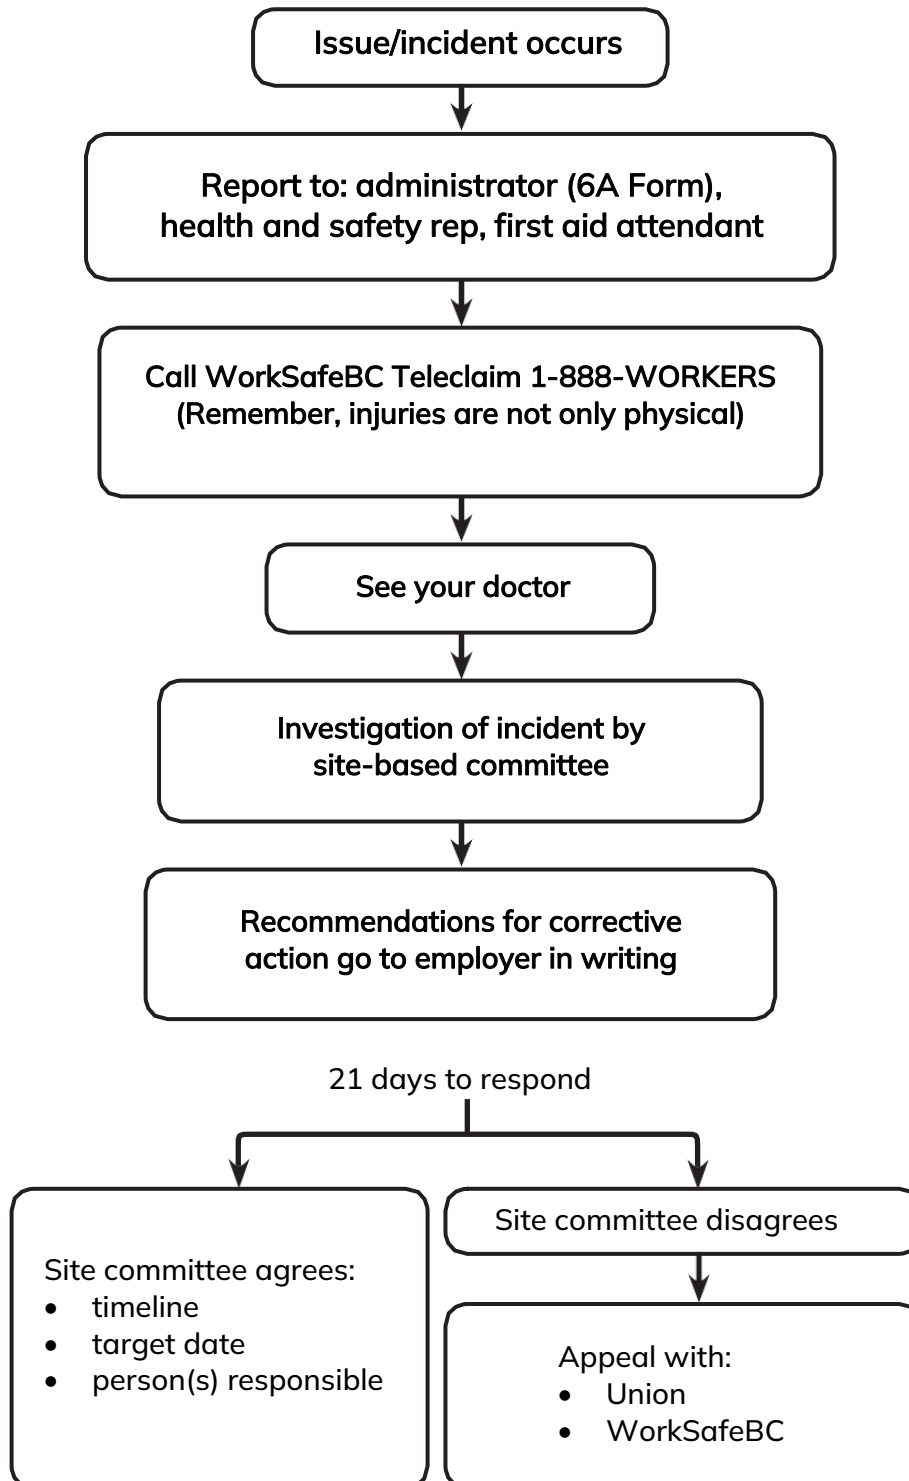 Issue/incident occurs
Report to: administrator (6A Form),
health and safety rep, first aid attendant
Call WorkSafeBC Teleclaim 1-888-WORKERS
(Remember, injuries are not only physical)
See your doctor
Investigation of incident by
site-based committee
Recommendations for corrective
action go to employer in writing
21 days to respond
Site committee agrees:
• timeline
• target date
• person(s) responsible
Site committee disagrees
Appeal with:
• Union
• WorkSafeBC